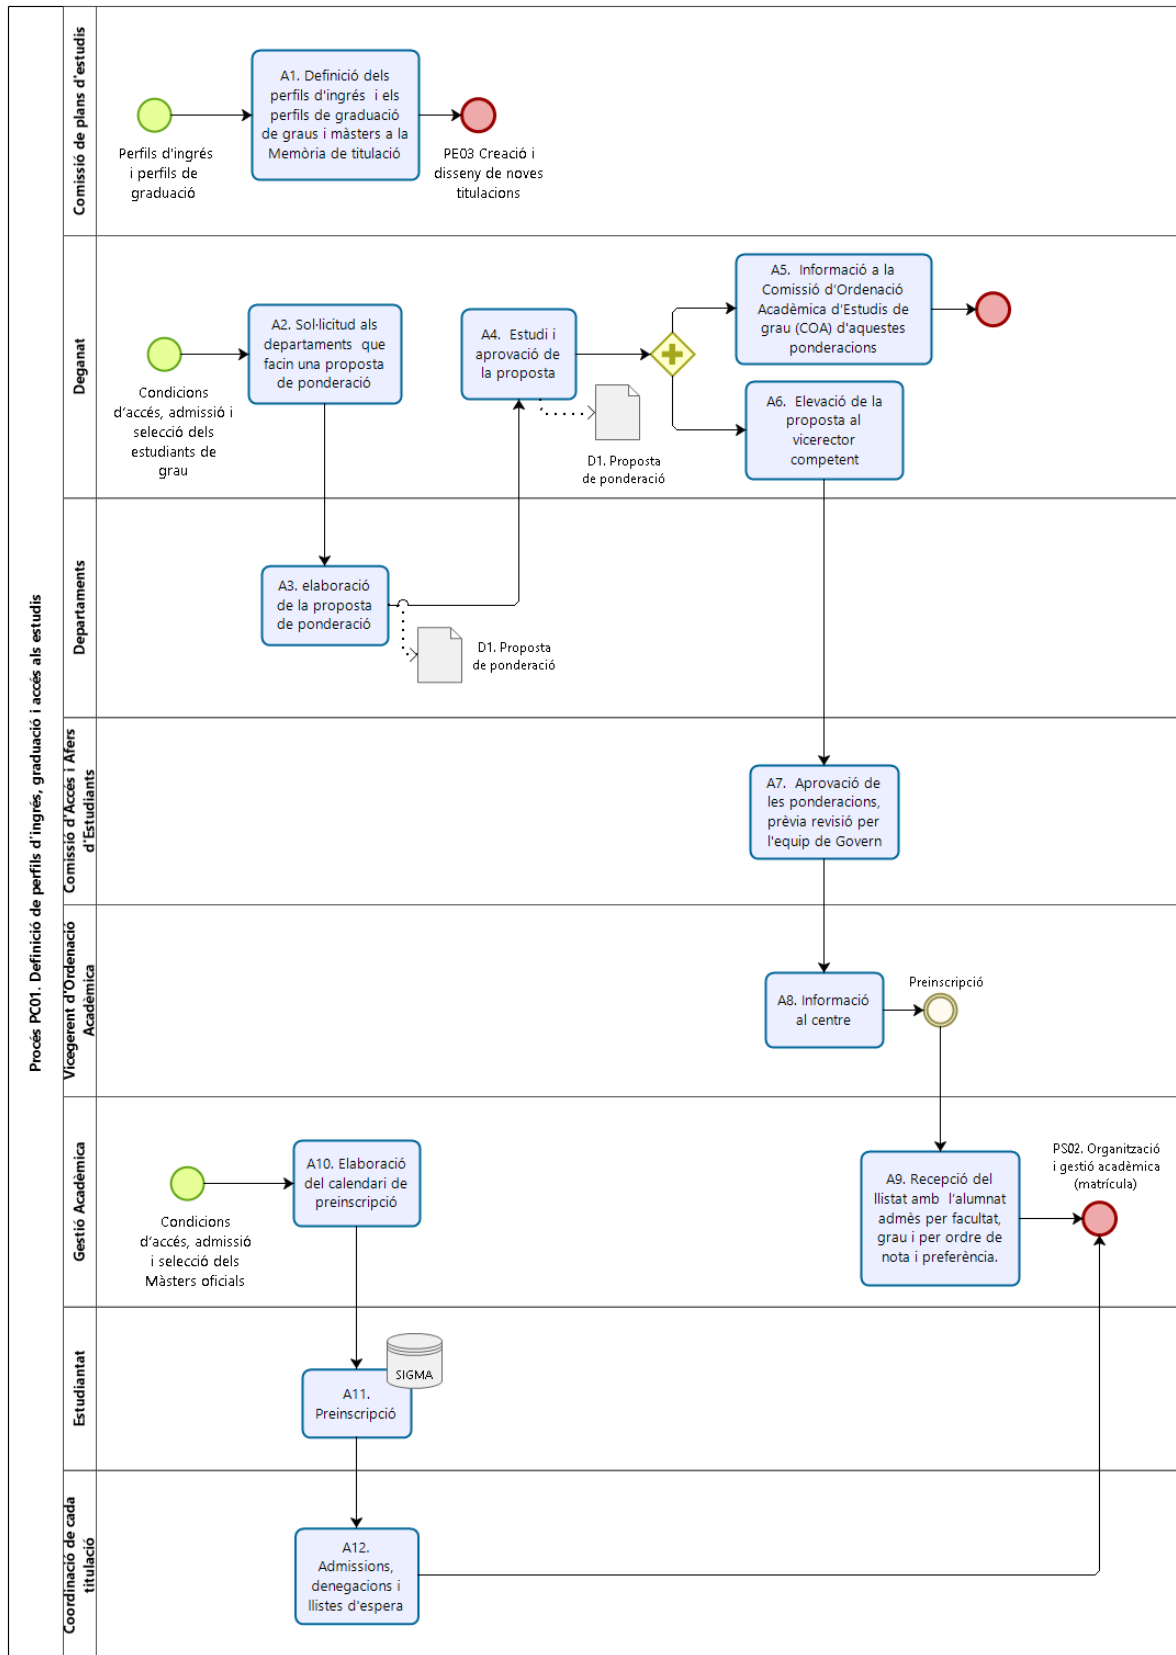 Procés PC01. Definició de perfils d'ingrés, graduació i accés als estudis
Comissió de plans d'estudis
Perfils d'ingrés
i perfils de
graduació
A1. Definició dels
perfils d'ingrés i els
perfils de graduació
de graus i màsters a la
Memòria de titulació
PE03 Creació i
disseny de noves
titulacions
Deganat
Condicions
d'accés, admissió i
selecció dels
estudiants de
grau
A2. Sol·licitud als
departaments que
facin una proposta
de ponderació
A4. Estudi i
aprovació de
la proposta
D1. Proposta
de ponderació
A5. Informació a la
Comissió d'Ordenació
Acadèmica d'Estudis de
grau (COA) d'aquestes
ponderacions
A6. Elevació de la
proposta al
vicerector
competent
Departaments
A3. elaboració
de la proposta
de ponderació
D1. Proposta
de ponderació
Comissió d'Accés i Afers
d'Estudiants
A7. Aprovació de
les ponderacions,
prèvia revisió per
l'equip de Govern
Vicegerent d'Ordenació
Acadèmica
A8. Informació
al centre
Preinscripció
Gestió Acadèmica
Condicions
d'accés, admissió
i selecció dels
Màsters oficials
A10. Elaboració
del calendari de
preinscripció
A9. Recepció del
llistat amb l'alumnat
admès per facultat,
grau i per ordre de
nota i preferència.
PS02. Organització
i gestió acadèmica
(matrícula)
Estudiantat
A11.
Preinscripció
SIGMA
Coordinació de cada
titulació
A12.
Admissions,
denegacions i
llistes d'espera